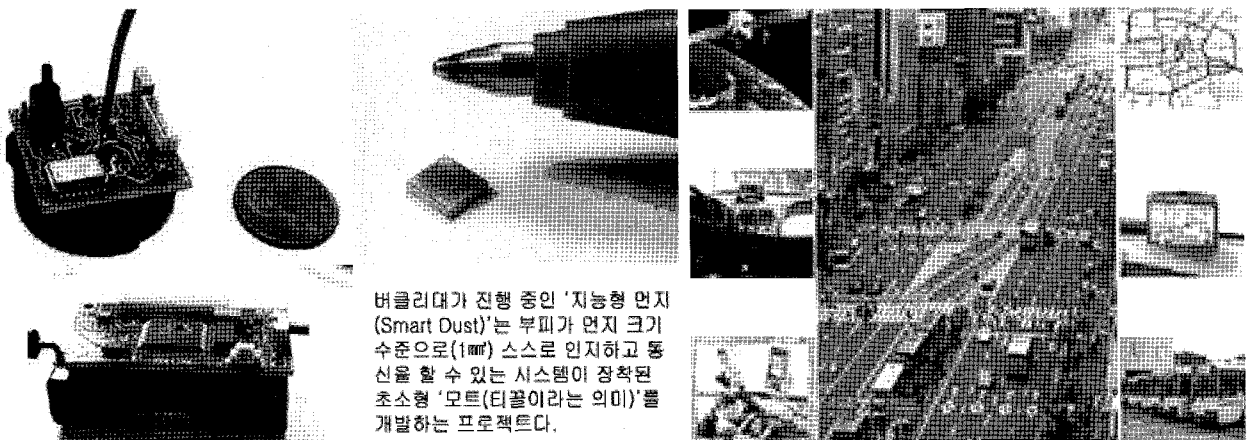 버클리대가 진행 중인 '지능형 먼지
(Smart Dust)'는 부피가 먼지 크기
수준으로(1㎣) 스스로 인지하고 통
신을 할 수 있는 시스템이 장착된
초소형 '모트(티끌이라는 의미)'를
개발하는 프로젝트다.